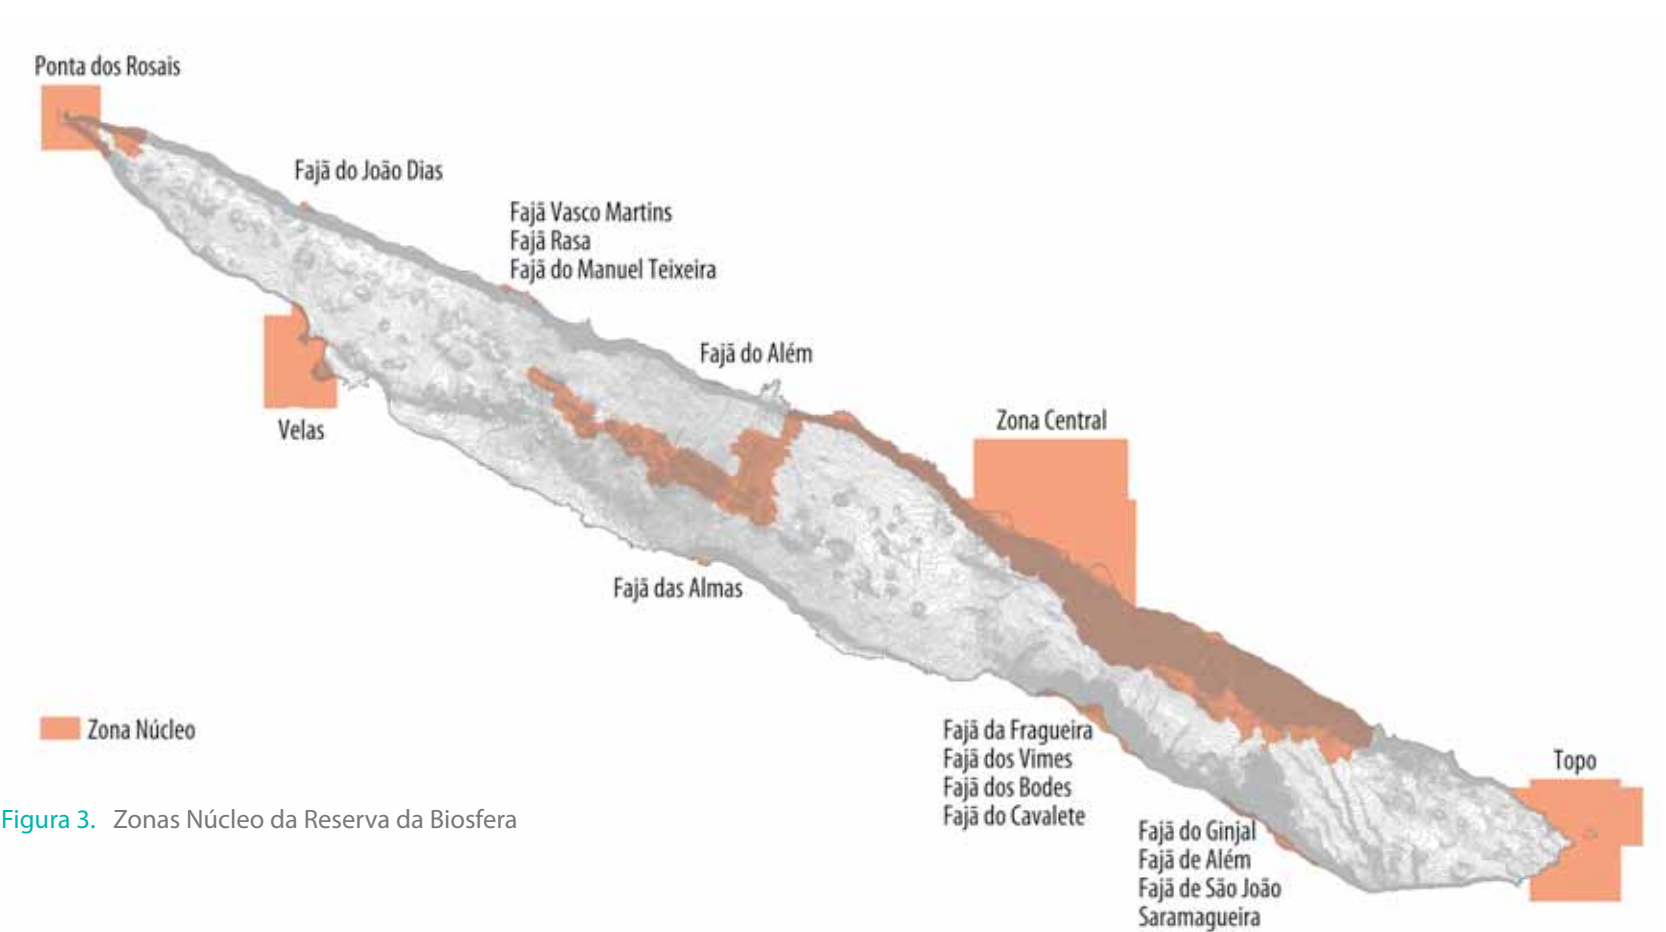 Ponta dos Rosais
Fajã do João Dias
Fajã Vasco Martins
Fajã Rasa
Fajã do Manuel Teixeira
Fajã do Além
Zona Central
Velas
Fajã das Almas
Zona Núcleo
Fajã da Fragueira
Fajã dos Vimes
Fajã dos Bodes
Fajã do Cavalete
Topo
Fajã do Ginjal
Fajã de Além
Fajã de São João
Saramagueira
Figura 3. Zonas Núcleo da Reserva da Biosfera